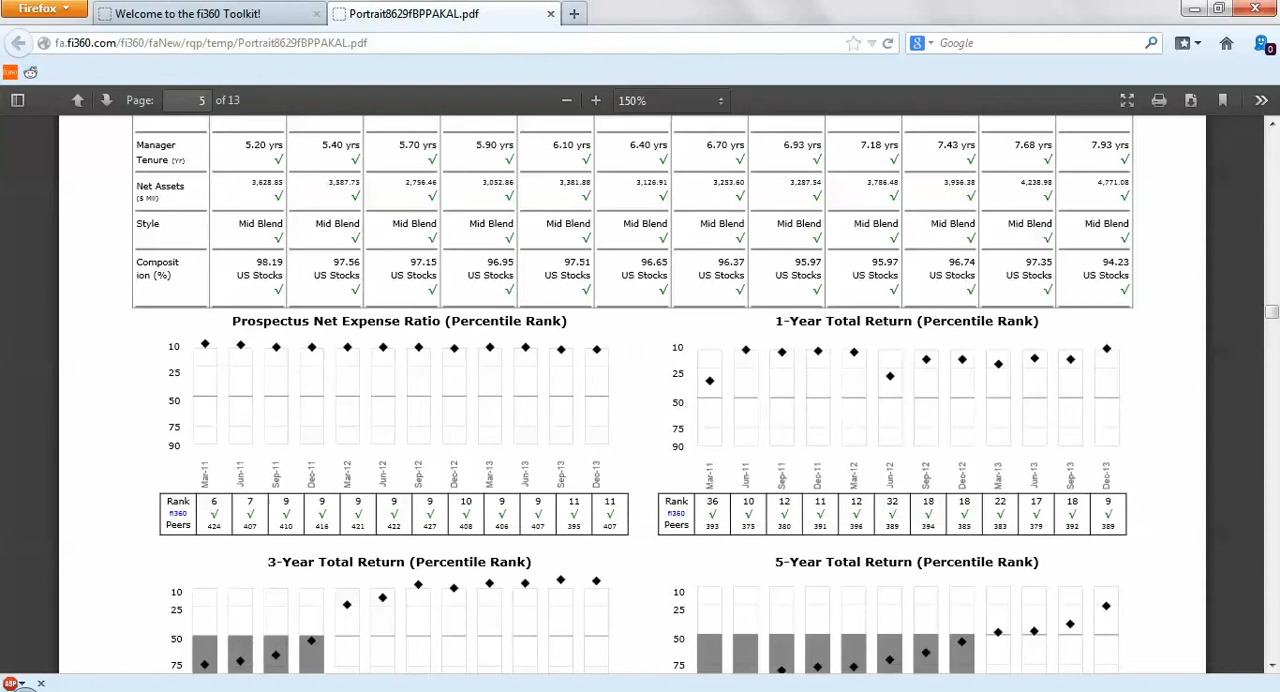 Firefox
Welcome to the fi360 Toolkit!
Portrait8629fBPPAKAL.pdf
fa.fi360.com/fi360/faNew/rqp/temp/Portrait8629fBPPAKAL.pdf
Google
0
Page: 5 of 13
150%
Manager 5.20 yrs 5.40 yrs 5.70 yrs 5.90 yrs 6.10 yrs 6.40 yrs 6.70 yrs 6.93 yrs 7.18 yrs 7.43 yrs 7.68 yrs 7.93 yrs
Tenure (Yr) √ √ √ √ √ √ √ √ √ √ √ √
Net Assets 3,628.85 3,587.75 2,756.46 3,052.86 3,381.88 3,126.91 3,253.60 3,287.54 3,786.48 3,956.38 4,238.98 4,771.08
($ Mil) √ √ √ √ √ √ √ √ √ √ √ √
Style Mid Blend Mid Blend Mid Blend Mid Blend Mid Blend Mid Blend Mid Blend Mid Blend Mid Blend Mid Blend Mid Blend Mid Blend
√ √ √ √ √ √ √ √ √ √ √ √
Composit 98.19 97.56 97.15 96.95 97.51 96.65 96.37 95.97 95.97 96.74 97.35 94.23
ion (%) US Stocks US Stocks US Stocks US Stocks US Stocks US Stocks US Stocks US Stocks US Stocks US Stocks US Stocks US Stocks
√ √ √ √ √ √ √ √ √ √ √ √
Prospectus Net Expense Ratio (Percentile Rank)
10
25
50
75
90
Mar-11 Jun-11 Sep-11 Dec-11 Mar-12 Jun-12 Sep-12 Dec-12 Mar-13 Jun-13 Sep-13 Dec-13
Rank 6 7 9 9 9 9 9 10 9 9 11 11
fi360 √ √ √ √ √ √ √ √ √ √ √ √
Peers 424 407 410 416 421 422 427 408 406 407 395 407
1-Year Total Return (Percentile Rank)
10
25
50
75
90
Mar-11 Jun-11 Sep-11 Dec-11 Mar-12 Jun-12 Sep-12 Dec-12 Mar-13 Jun-13 Sep-13 Dec-13
Rank 36 10 12 11 12 32 18 18 22 17 18 9
fi360 √ √ √ √ √ √ √ √ √ √ √ √
Peers 393 375 380 391 396 389 394 385 383 379 392 389
3-Year Total Return (Percentile Rank)
10
25
50
75
5-Year Total Return (Percentile Rank)
10
25
50
75
ABP